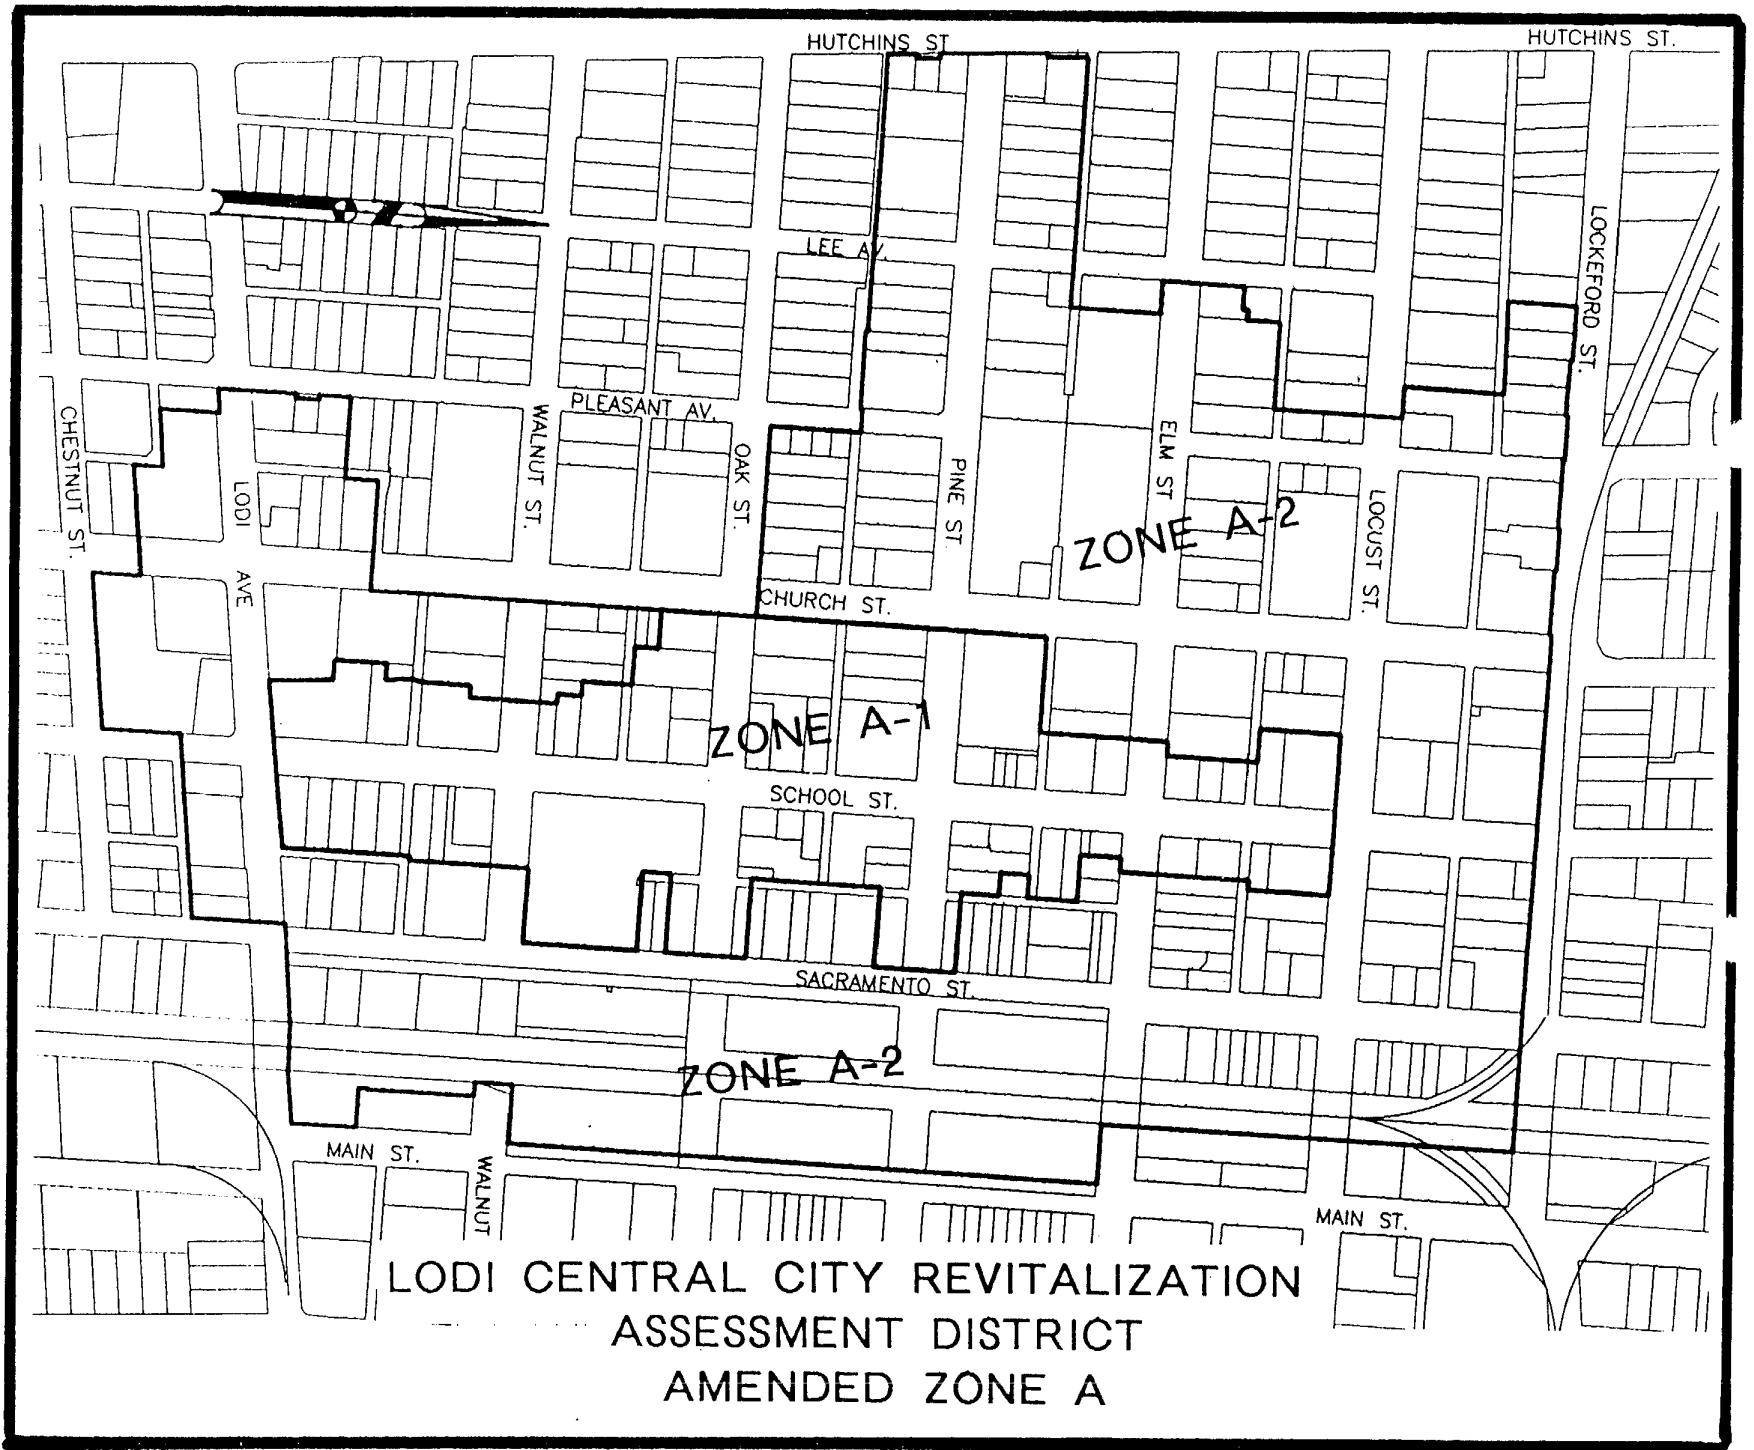 HUTCHINS ST
HUTCHINS ST.
LOCKEFORD ST.
LEE AV.
PLEASANT AV.
CHESTNUT ST.
LODI AVE
WALNUT ST.
OAK ST.
PINE ST.
ELM ST
LOCUST ST.
ZONE A-2
CHURCH ST.
ZONE A-1
SCHOOL ST.
SACRAMENTO ST.
ZONE A-2
MAIN ST.
WALNUT
MAIN ST.
LODI CENTRAL CITY REVITALIZATION
ASSESSMENT DISTRICT
AMENDED ZONE A